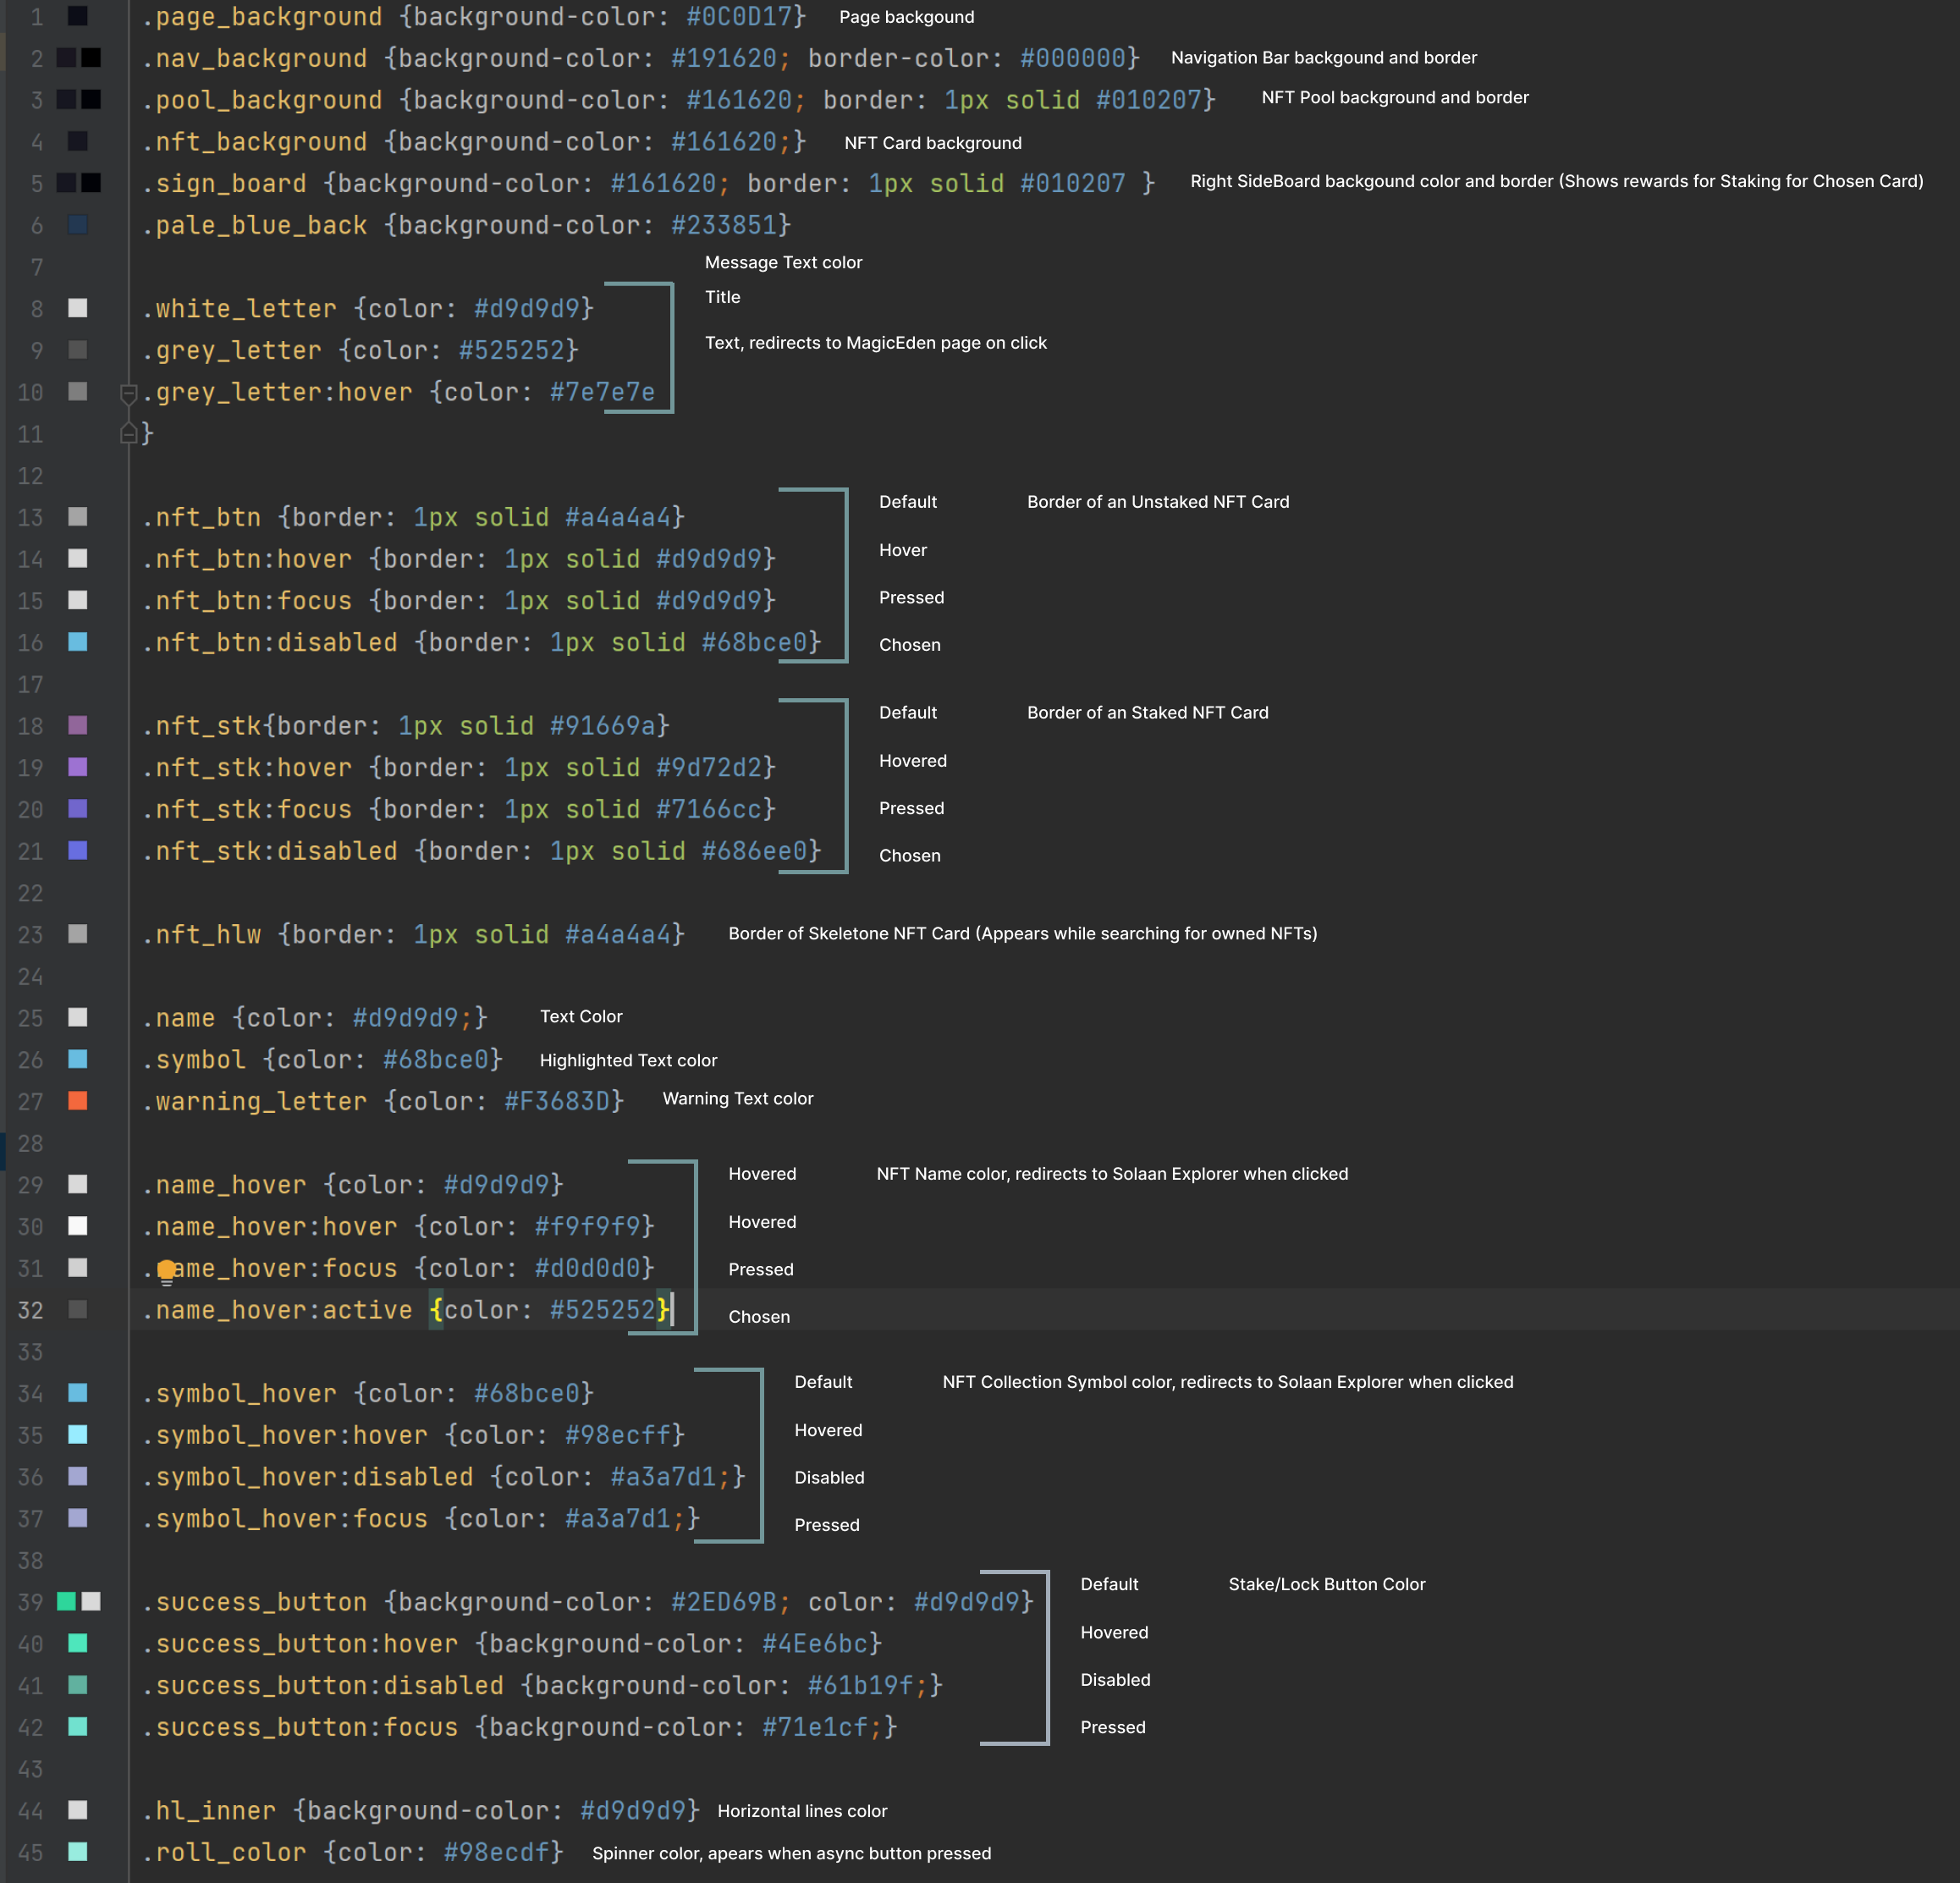 1 .page_background {background-color: #0C0D17} Page backgound
2 .nav_background {background-color: #191620; border-color: #000000} Navigation Bar backgound and border
3 .pool_background {background-color: #161620; border: 1px solid #010207} NFT Pool background and border
4 .nft_background {background-color: #161620;} NFT Card background
5 .sign_board {background-color: #161620; border: 1px solid #010207 } Right SideBoard backgound color and border (Shows rewards for Staking for Chosen Card)
6 .pale_blue_back {background-color: #233851}
7 Message Text color
8 .white_letter {color: #d9d9d9} Title
9 .grey_letter {color: #525252} Text, redirects to MagicEden page on click
10 .grey_letter:hover {color: #7e7e7e
11 }
12
13 .nft_btn {border: 1px solid #a4a4a4} Default Border of an Unstaked NFT Card
14 .nft_btn:hover {border: 1px solid #d9d9d9} Hover
15 .nft_btn:focus {border: 1px solid #d9d9d9} Pressed
16 .nft_btn:disabled {border: 1px solid #68bce0} Chosen
17
18 .nft_stk{border: 1px solid #91669a} Default Border of an Staked NFT Card
19 .nft_stk:hover {border: 1px solid #9d72d2} Hovered
20 .nft_stk:focus {border: 1px solid #7166cc} Pressed
21 .nft_stk:disabled {border: 1px solid #686ee0} Chosen
22
23 .nft_hlw {border: 1px solid #a4a4a4} Border of Skeletone NFT Card (Appears while searching for owned NFTs)
24
25 .name {color: #d9d9d9;} Text Color
26 .symbol {color: #68bce0} Highlighted Text color
27 .warning_letter {color: #F3683D} Warning Text color
28
29 .name_hover {color: #d9d9d9} Hovered NFT Name color, redirects to Solaan Explorer when clicked
30 .name_hover:hover {color: #f9f9f9} Hovered
31 .name_hover:focus {color: #d0d0d0} Pressed
32 .name_hover:active {color: #525252} Chosen
33
34 .symbol_hover {color: #68bce0} Default NFT Collection Symbol color, redirects to Solaan Explorer when clicked
35 .symbol_hover:hover {color: #98ecff} Hovered
36 .symbol_hover:disabled {color: #a3a7d1;} Disabled
37 .symbol_hover:focus {color: #a3a7d1;} Pressed
38
39 .success_button {background-color: #2ED69B; color: #d9d9d9} Default Stake/Lock Button Color
40 .success_button:hover {background-color: #4Ee6bc} Hovered
41 .success_button:disabled {background-color: #61b19f;} Disabled
42 .success_button:focus {background-color: #71e1cf;} Pressed
43
44 .hl_inner {background-color: #d9d9d9} Horizontal lines color
45 .roll_color {color: #98ecdf} Spinner color, apears when async button pressed